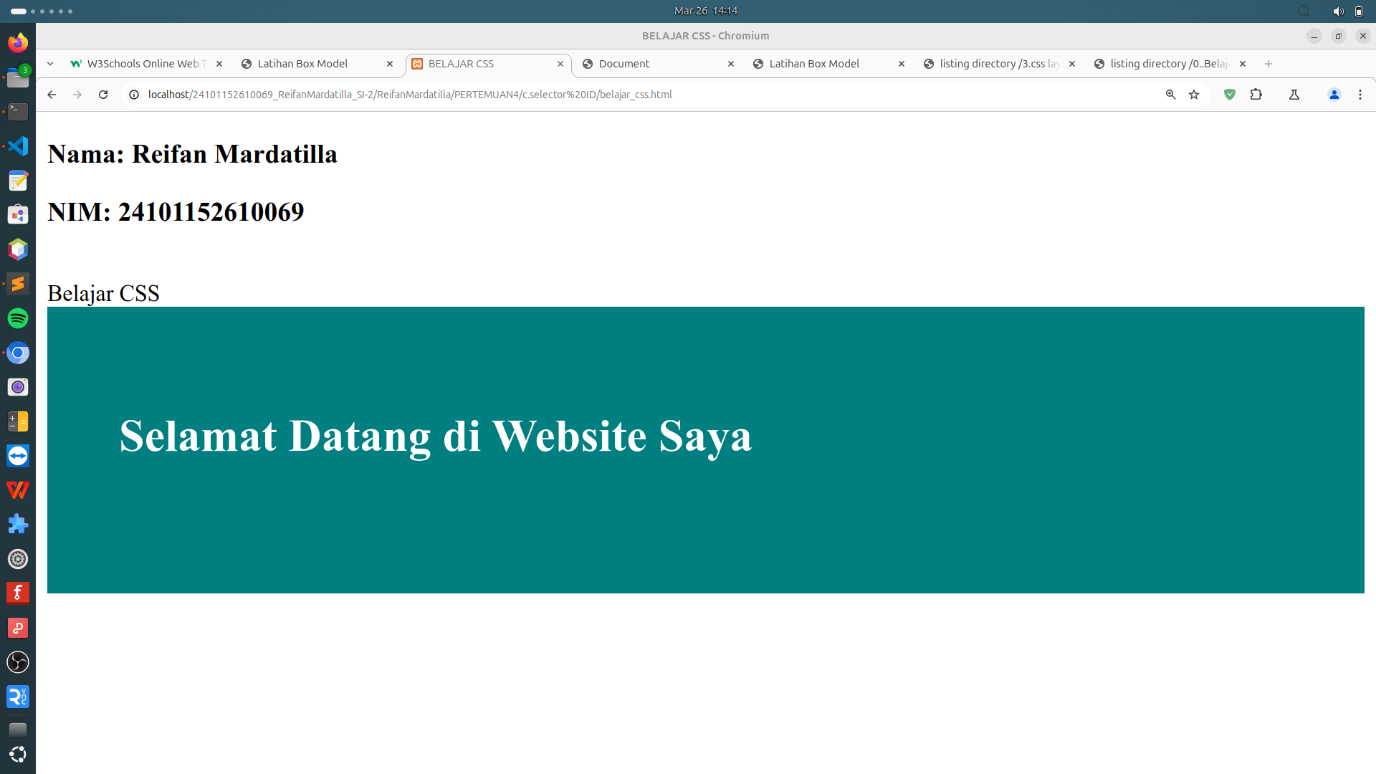 Mar 26 14:14
BELAJAR CSS - Chromium
W3Schools Online Web T
Latihan Box Model
BELAJAR CSS
Document
Latihan Box Model
listing directory /3.css lay
listing directory /0..Belaj
localhost/24101152610069_ReifanMardatilla_SI-2/ReifanMardatilla/PERTEMUAN4/c.selector%20ID/belajar_css.html
3
Nama: Reifan Mardatilla
NIM: 24101152610069
Belajar CSS
Selamat Datang di Website Saya